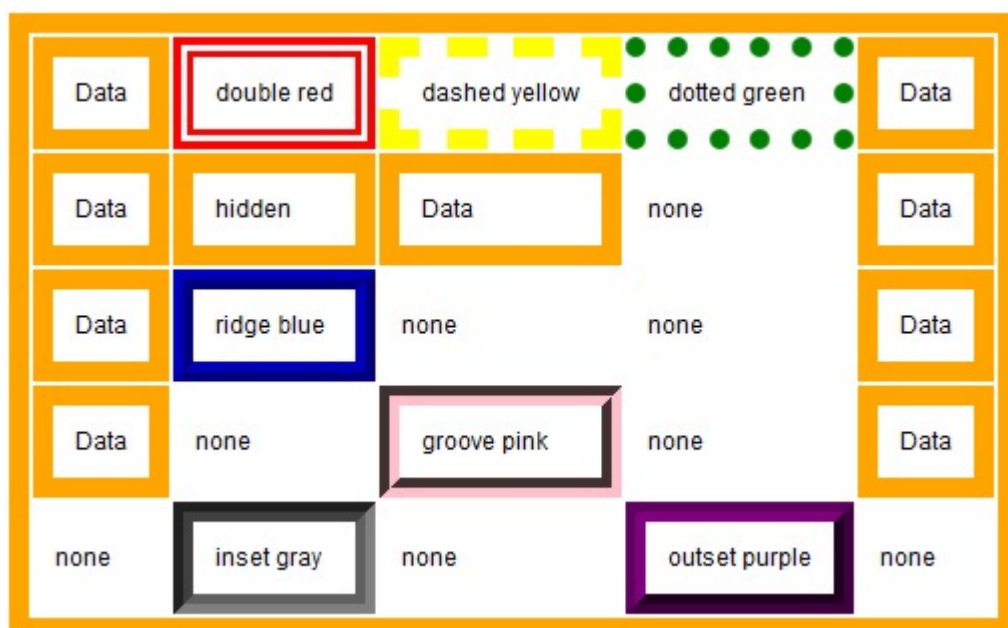 Data double red dashed yellow dotted green Data
Data hidden Data none Data
Data ridge blue none none Data
Data none groove pink none Data
none inset gray none outset purple none